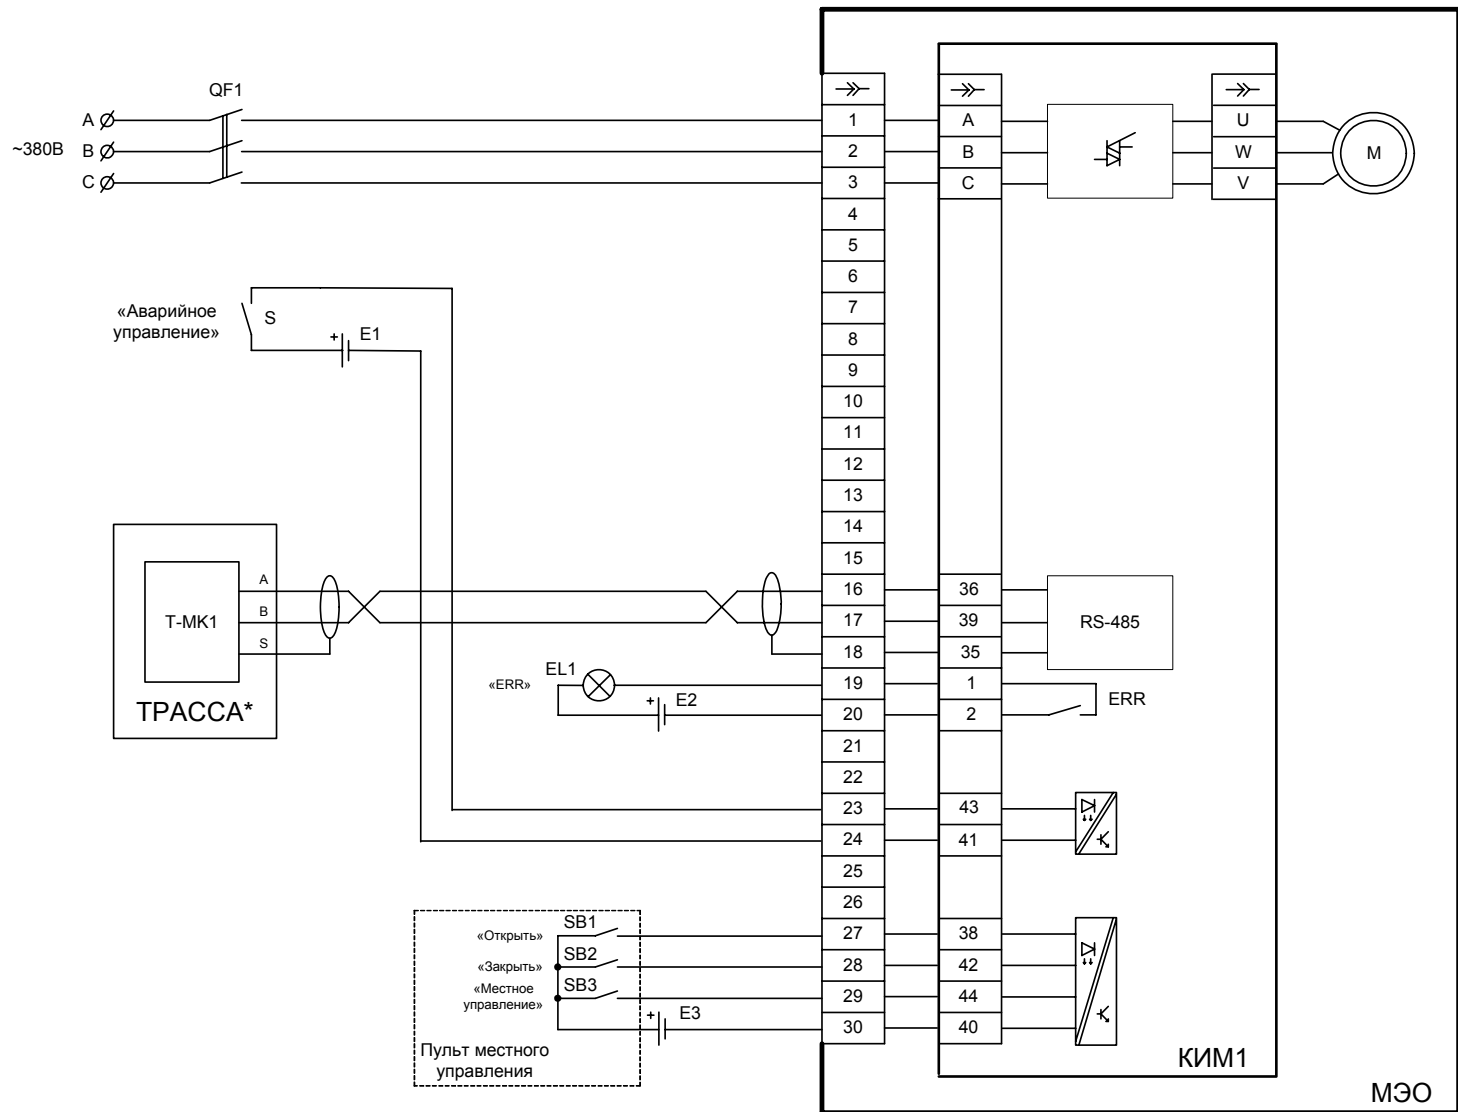 QF1
A
~380В
B
C
1
2
3
4
5
6
7
8
9
10
11
12
13
14
15
16
17
18
19
20
21
22
23
24
25
26
27
28
29
30
A
B
C
36
39
35
1
2
43
41
38
42
44
40
U
W
V
M
«Аварийное
управление»
S
+
E1
T-MK1
A
B
S
ТРАССА*
RS-485
«ERR»
EL1
+
E2
ERR
«Открыть»
SB1
«Закрыть»
SB2
«Местное
управление»
SB3
+
E3
Пульт местного
управления
КИМ1
МЭО